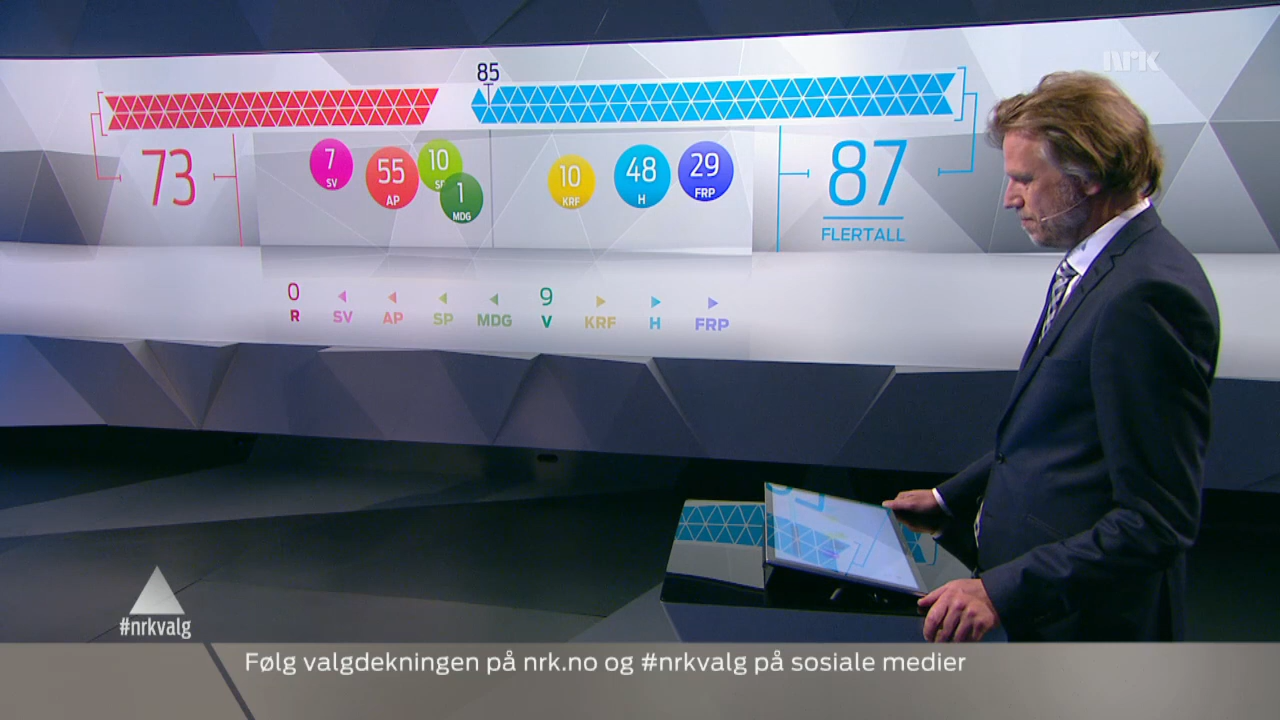 nrk
85
73
7
SV
55
AP
10
SP
1
MDG
10
KRF
48
H
29
FRP
87
FLERTALL
0
9
R SV AP SP MDG V KRF H FRP
#nrkvalg
Følg valgdekningen på nrk.no og #nrkvalg på sosiale medier